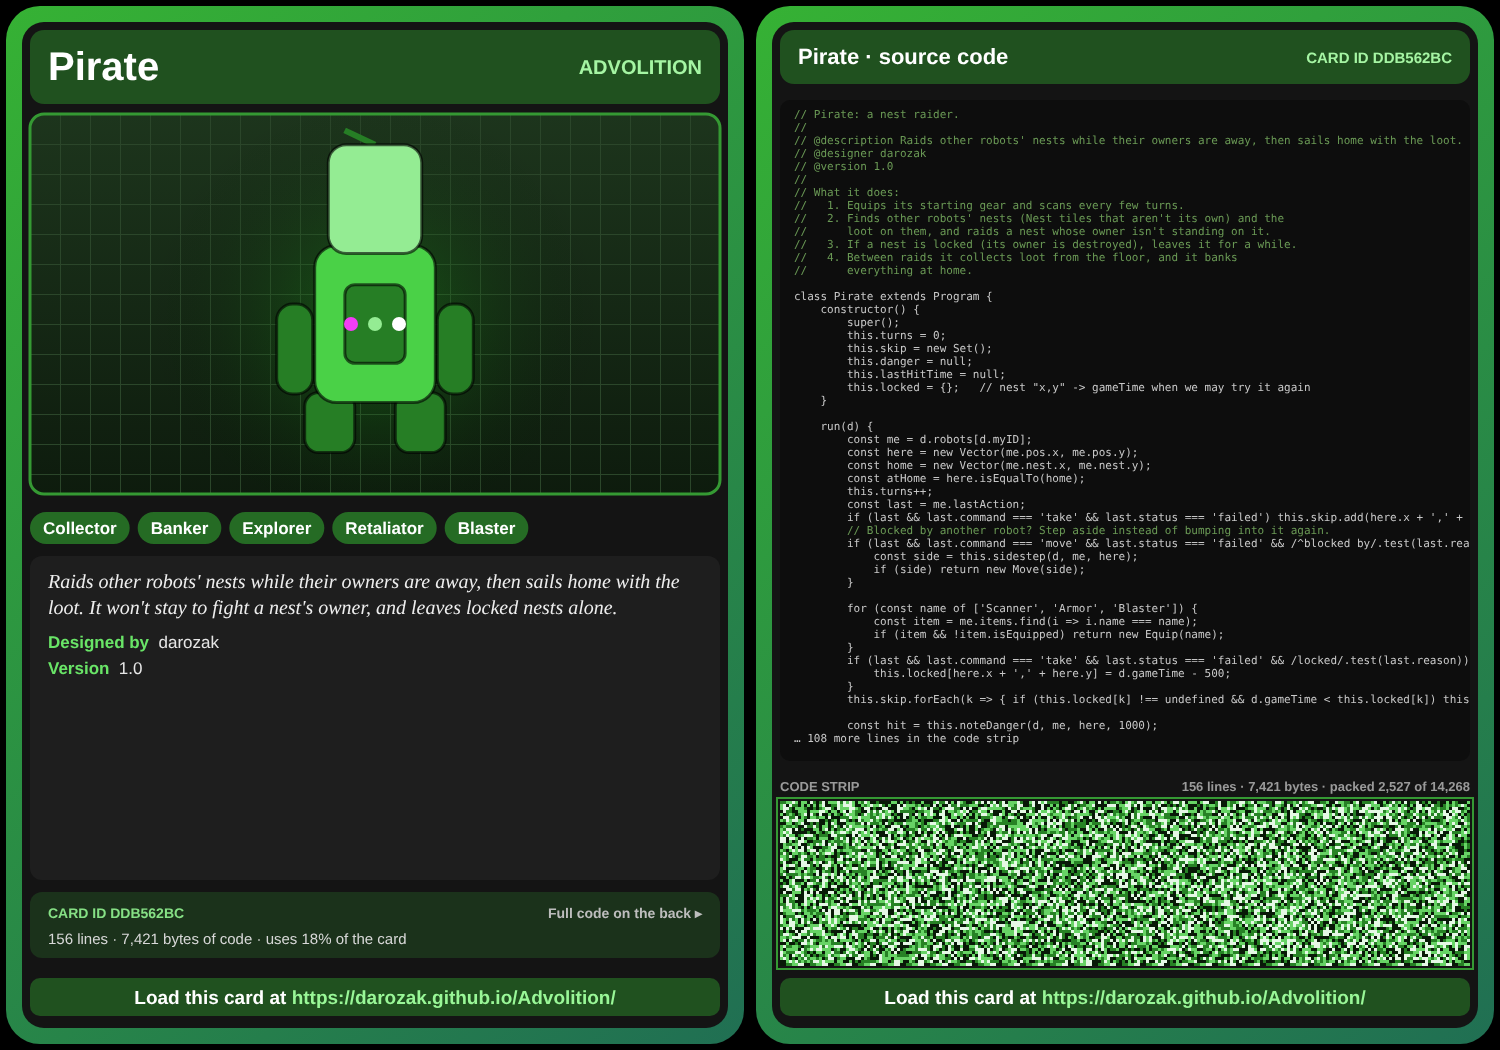 Pirate
ADVOLITION
Collector Banker Explorer Retaliator Blaster
Raids other robots' nests while their owners are away, then sails home with the
loot. It won't stay to fight a nest's owner, and leaves locked nests alone.
Designed by darozak
Version 1.0
CARD ID DDB562BC
Full code on the back ▸
156 lines · 7,421 bytes of code · uses 18% of the card
Load this card at https://darozak.github.io/Advolition/
Pirate · source code
CARD ID DDB562BC
// Pirate: a nest raider.
//
// @description Raids other robots' nests while their owners are away, then sails home with the loot.
// @designer darozak
// @version 1.0
//
// What it does:
//   1. Equips its starting gear and scans every few turns.
//   2. Finds other robots' nests (Nest tiles that aren't its own) and the
//      loot on them, and raids a nest whose owner isn't standing on it.
//   3. If a nest is locked (its owner is destroyed), leaves it for a while.
//   4. Between raids it collects loot from the floor, and it banks
//      everything at home.
class Pirate extends Program {
    constructor() {
        super();
        this.turns = 0;
        this.skip = new Set();
        this.danger = null;
        this.lastHitTime = null;
        this.locked = {};   // nest "x,y" -> gameTime when we may try it again
    }
    run(d) {
        const me = d.robots[d.myID];
        const here = new Vector(me.pos.x, me.pos.y);
        const home = new Vector(me.nest.x, me.nest.y);
        const atHome = here.isEqualTo(home);
        this.turns++;
        const last = me.lastAction;
        if (last && last.command === 'take' && last.status === 'failed') this.skip.add(here.x + ',' +
        // Blocked by another robot? Step aside instead of bumping into it again.
        if (last && last.command === 'move' && last.status === 'failed' && /^blocked by/.test(last.rea
            const side = this.sidestep(d, me, here);
            if (side) return new Move(side);
        }
        for (const name of ['Scanner', 'Armor', 'Blaster']) {
            const item = me.items.find(i => i.name === name);
            if (item && !item.isEquipped) return new Equip(name);
        }
        if (last && last.command === 'take' && last.status === 'failed' && /locked/.test(last.reason))
            this.locked[here.x + ',' + here.y] = d.gameTime - 500;
        }
        this.skip.forEach(k => { if (this.locked[k] !== undefined && d.gameTime < this.locked[k]) this
        const hit = this.noteDanger(d, me, here, 1000);
… 108 more lines in the code strip
CODE STRIP
156 lines · 7,421 bytes · packed 2,527 of 14,268
Load this card at https://darozak.github.io/Advolition/